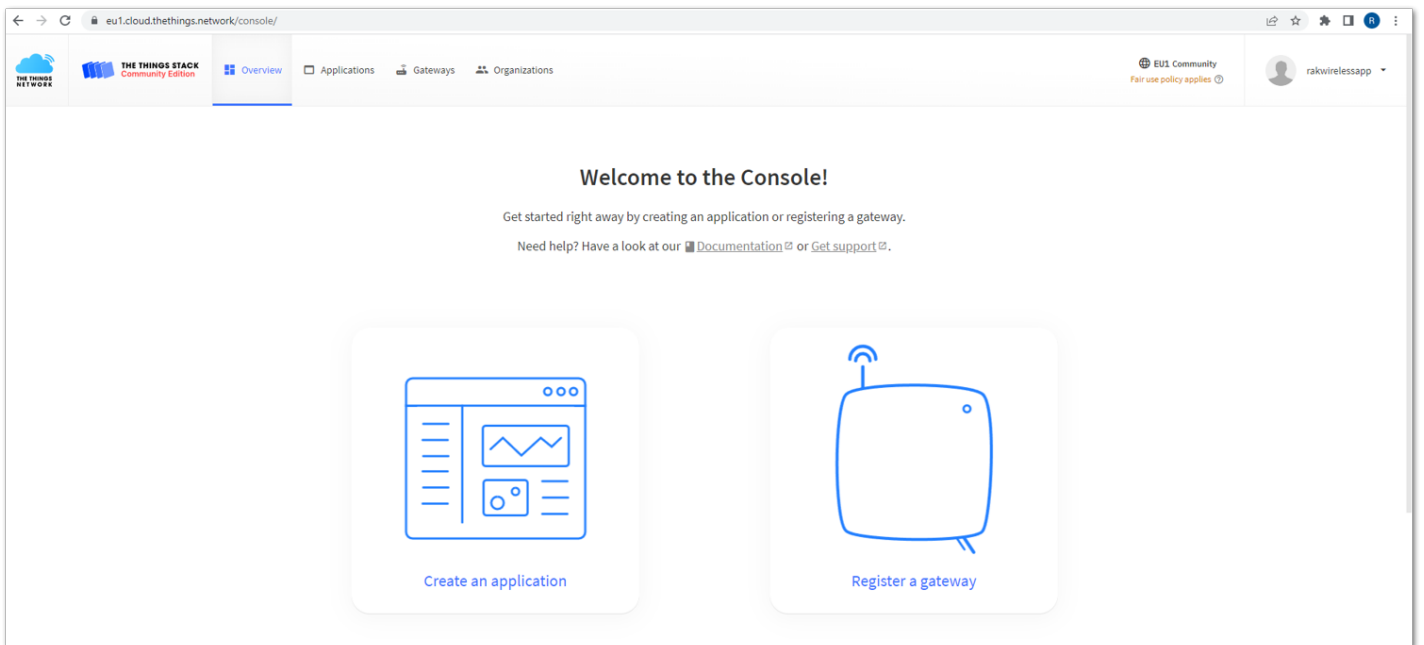 eu1.cloud.thethings.network/console/
R
THE THINGS NETWORK
THE THINGS STACK
Community Edition
Overview
Applications
Gateways
Organizations
EU1 Community
Fair use policy applies
rakwirelessapp
Welcome to the Console!
Get started right away by creating an application or registering a gateway.
Need help? Have a look at our Documentation or Get support.
Create an application
Register a gateway